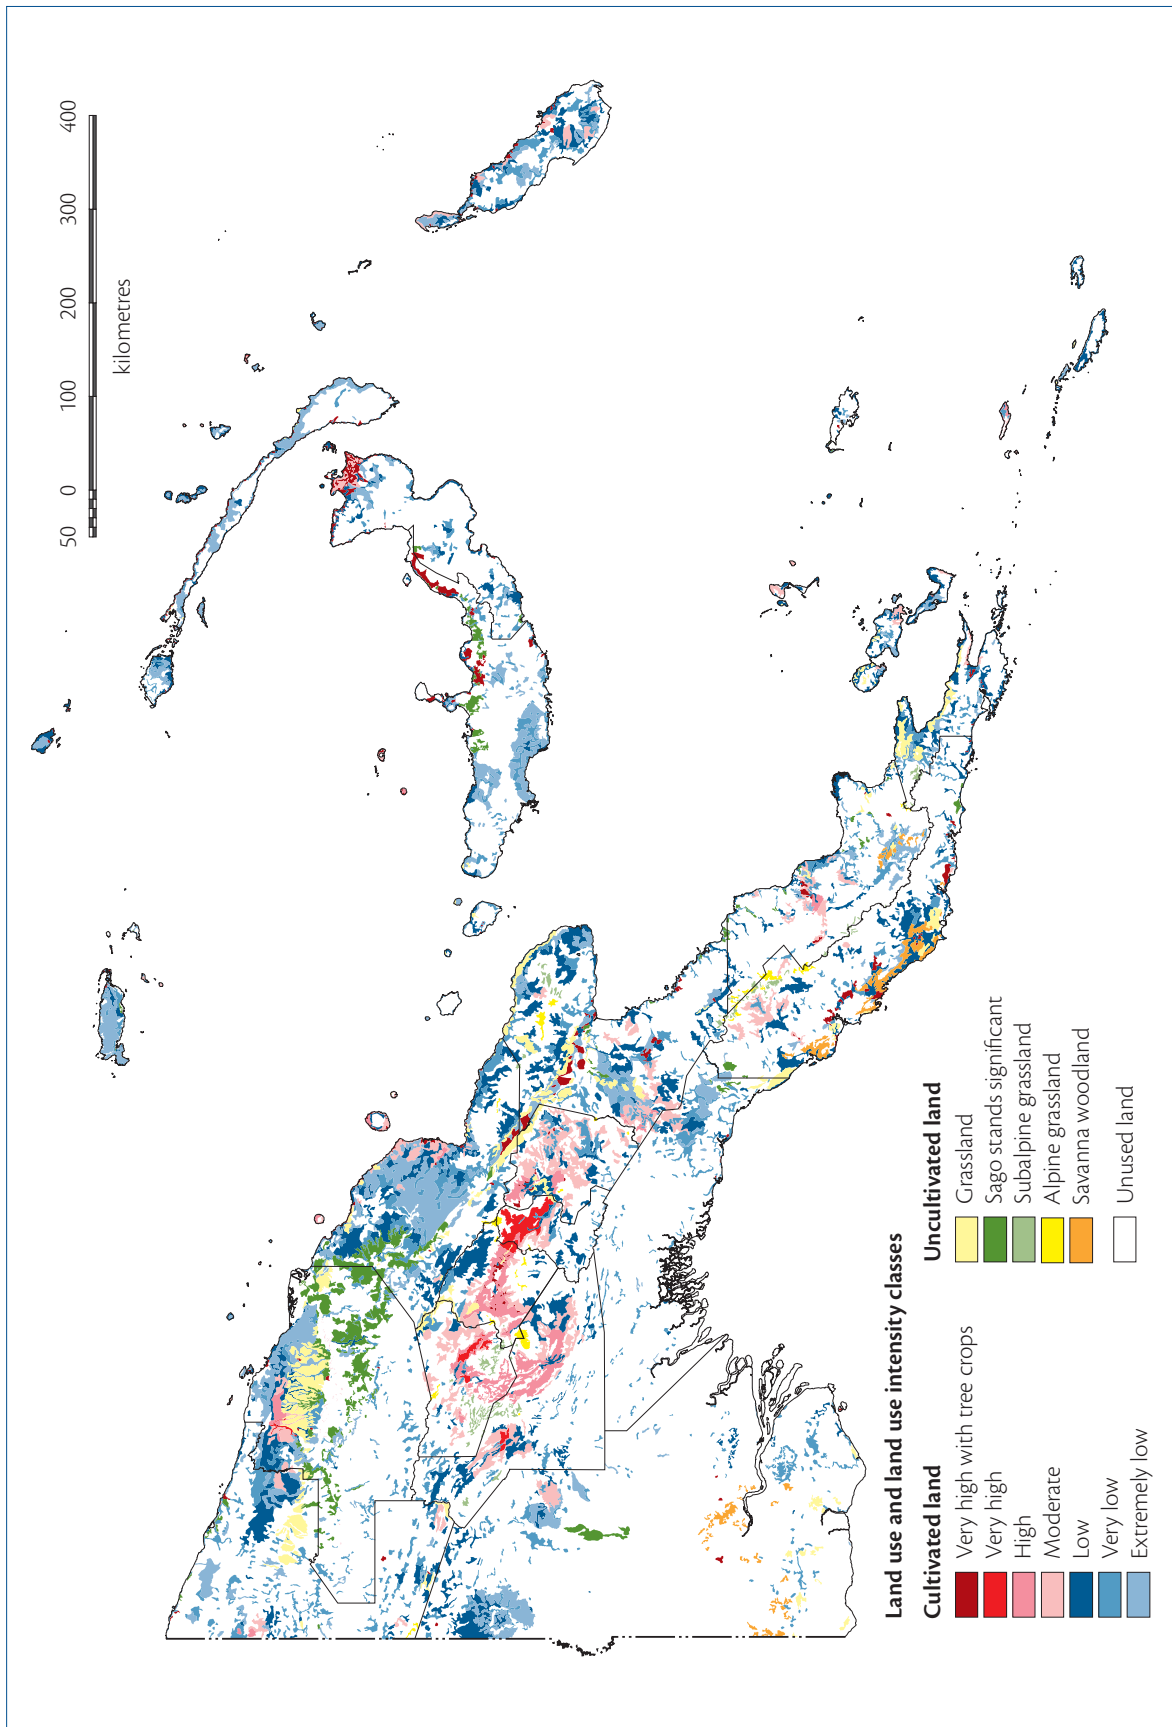 50 0 100 200 300 400
kilometres
Land use and land use intensity classes
Cultivated land
Very high with tree crops
Very high
High
Moderate
Low
Very low
Extremely low
Uncultivated land
Grassland
Sago stands significant
Subalpine grassland
Alpine grassland
Savanna woodland
Unused land